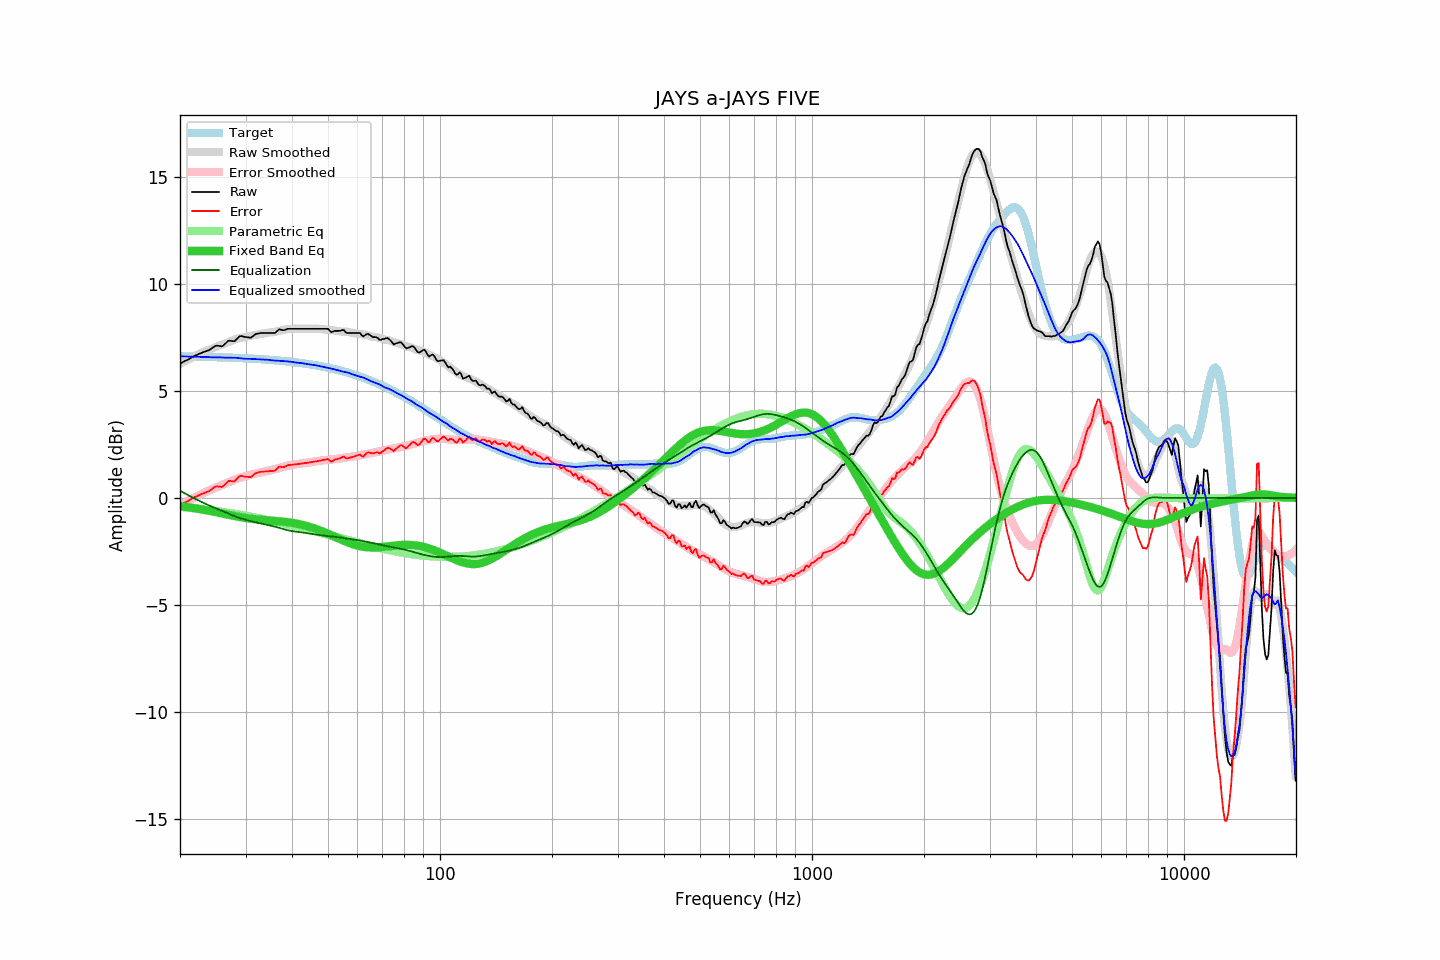 JAYS a-JAYS FIVE
Target
Raw Smoothed
Error Smoothed
Raw
Error
Parametric Eq
Fixed Band Eq
Equalization
Equalized smoothed
Amplitude (dBr)
15
10
5
0
−5
−10
−15
100 1000 10000
Frequency (Hz)